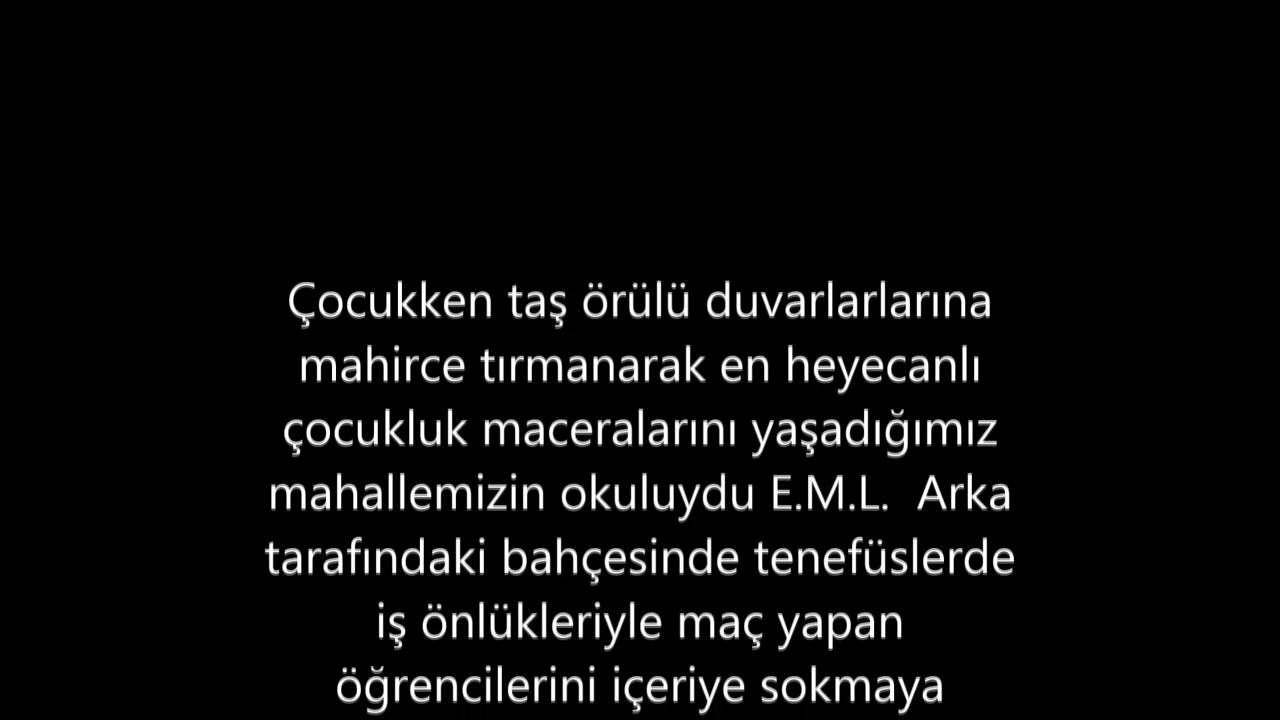 Çocukken taş örülü duvarlarlarına
mahirce tırmanarak en heyecanlı
çocukluk maceralarını yaşadığımız
mahallemizin okuluydu E.M.L.  Arka
tarafındaki bahçesinde tenefüslerde
iş önlükleriyle maç yapan
öğrencilerini içeriye sokmaya